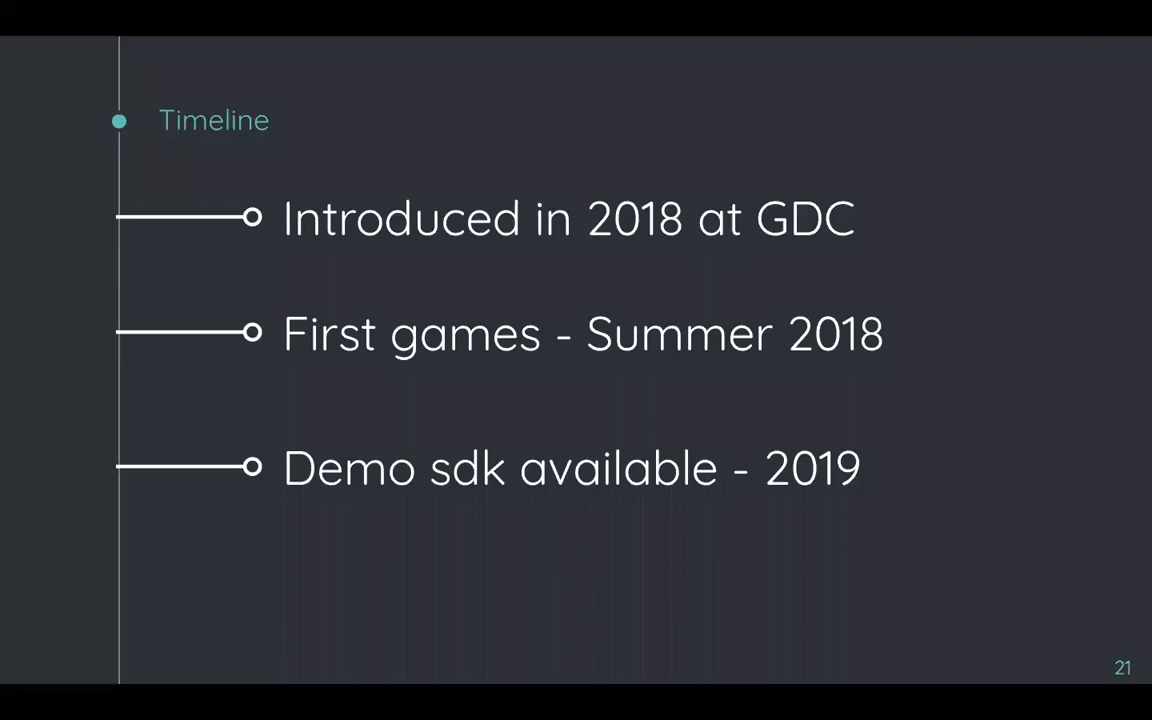 Timeline
Introduced in 2018 at GDC
First games - Summer 2018
Demo sdk available - 2019
21